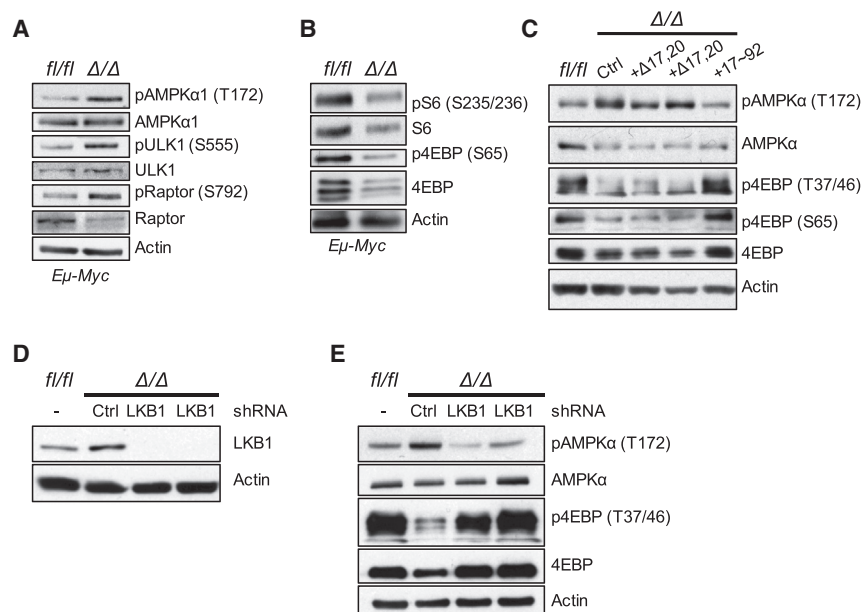 A
fl/fl Δ/Δ
pAMPKα1 (T172)
AMPKα1
pULK1 (S555)
ULK1
pRaptor (S792)
Raptor
Actin
Eμ-Myc
B
fl/fl Δ/Δ
pS6 (S235/236)
S6
p4EBP (S65)
4EBP
Actin
Eμ-Myc
C
Δ/Δ
fl/fl Ctrl +Δ17,20 +Δ17,20 +17~92
pAMPKα (T172)
AMPKα
p4EBP (T37/46)
p4EBP (S65)
4EBP
Actin
D
fl/fl Δ/Δ
- Ctrl LKB1 LKB1 shRNA
LKB1
Actin
E
fl/fl Δ/Δ
- Ctrl LKB1 LKB1 shRNA
pAMPKα (T172)
AMPKα
p4EBP (T37/46)
4EBP
Actin